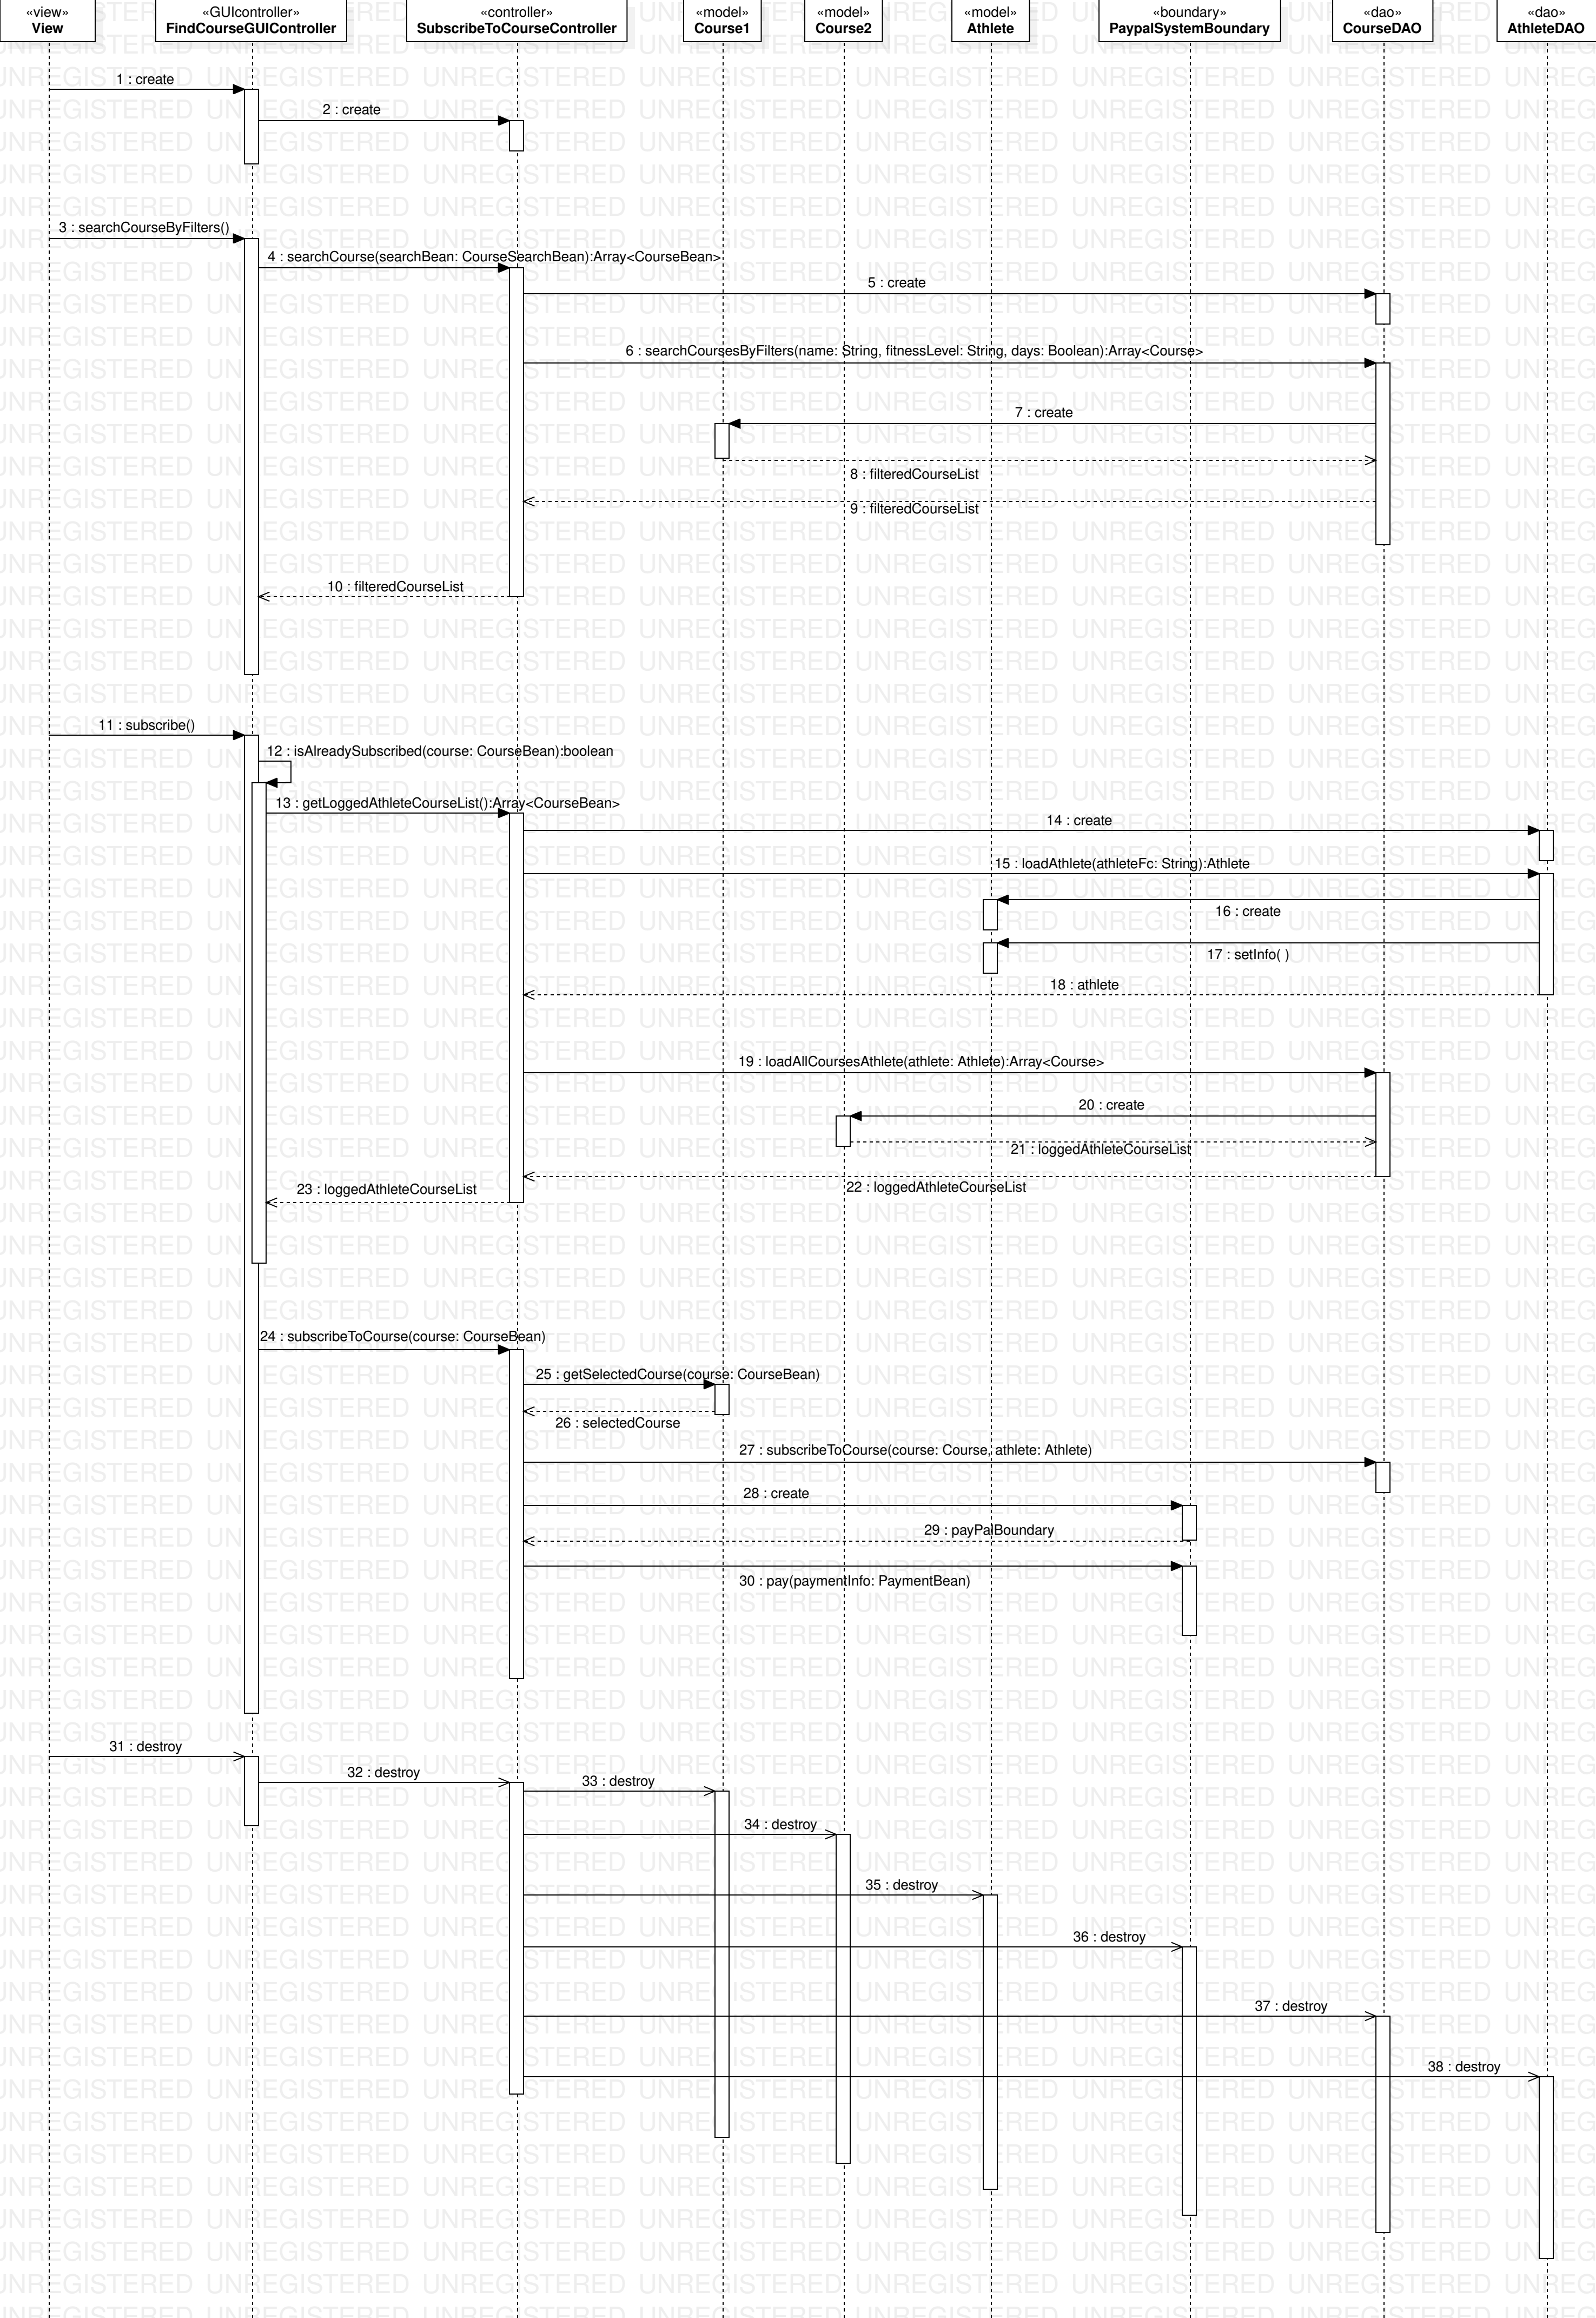 «view»
View
«GUIcontroller»
FindCourseGUIController
«controller»
SubscribeToCourseController
«model»
Course1
«model»
Course2
«model»
Athlete
«boundary»
PaypalSystemBoundary
«dao»
CourseDAO
«dao»
AthleteDAO
1 : create
2 : create
3 : searchCourseByFilters()
4 : searchCourse(searchBean: CourseSearchBean):Array<CourseBean>
5 : create
6 : searchCoursesByFilters(name: String, fitnessLevel: String, days: Boolean):Array<Course>
7 : create
8 : filteredCourseList
9 : filteredCourseList
10 : filteredCourseList
11 : subscribe()
12 : isAlreadySubscribed(course: CourseBean):boolean
13 : getLoggedAthleteCourseList():Array<CourseBean>
14 : create
15 : loadAthlete(athleteFc: String):Athlete
16 : create
17 : setInfo( )
18 : athlete
19 : loadAllCoursesAthlete(athlete: Athlete):Array<Course>
20 : create
21 : loggedAthleteCourseList
22 : loggedAthleteCourseList
23 : loggedAthleteCourseList
24 : subscribeToCourse(course: CourseBean)
25 : getSelectedCourse(course: CourseBean)
26 : selectedCourse
27 : subscribeToCourse(course: Course, athlete: Athlete)
28 : create
29 : payPalBoundary
30 : pay(paymentInfo: PaymentBean)
31 : destroy
32 : destroy
33 : destroy
34 : destroy
35 : destroy
36 : destroy
37 : destroy
38 : destroy
UNREGISTERED